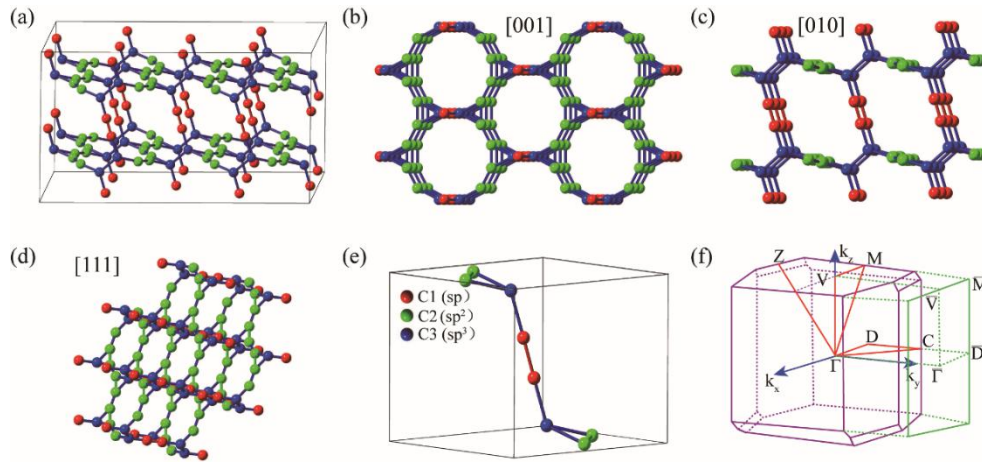 (a)
(b)
[001]
(c)
[010]
(d)
[111]
(e)
C1 (sp)
C2 (sp²)
C3 (sp³)
(f)
Z
k_z
M
V
M̄
V̄
D
C
D̄
Γ
Γ̄
k_x
k_y